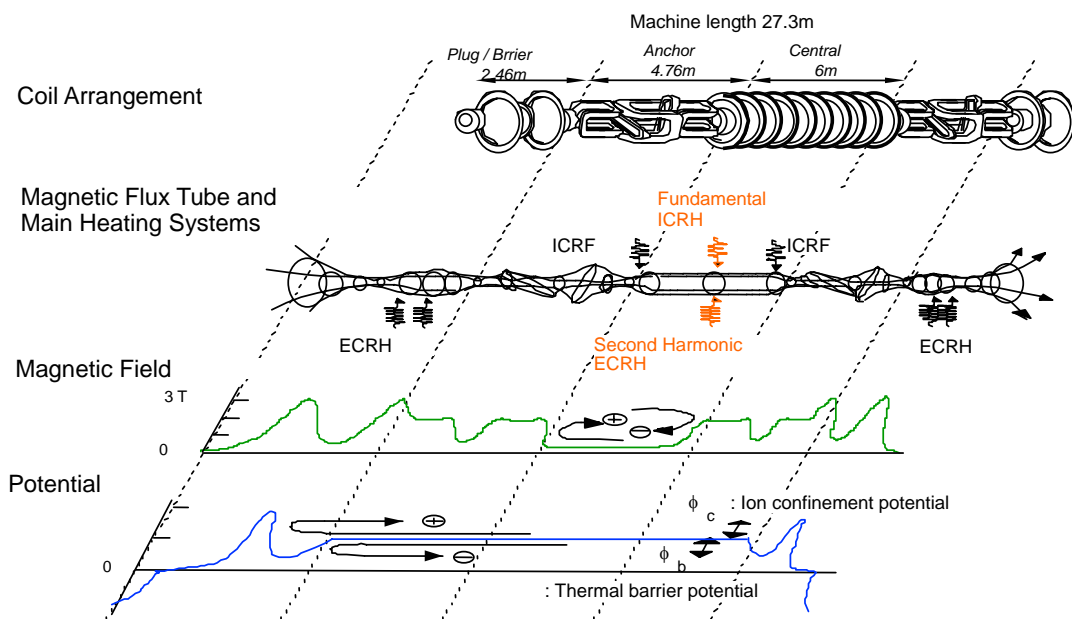 Machine length 27.3m
Plug / Brrier
2.46m
Anchor
4.76m
Central
6m
Coil Arrangement
Magnetic Flux Tube and
Main Heating Systems
Fundamental
ICRH
ICRF
ICRF
ECRH
Second Harmonic
ECRH
ECRH
Magnetic Field
3 T
0
+
−
Potential
ϕ c : Ion confinement potential
+
−
ϕ b
0
: Thermal barrier potential